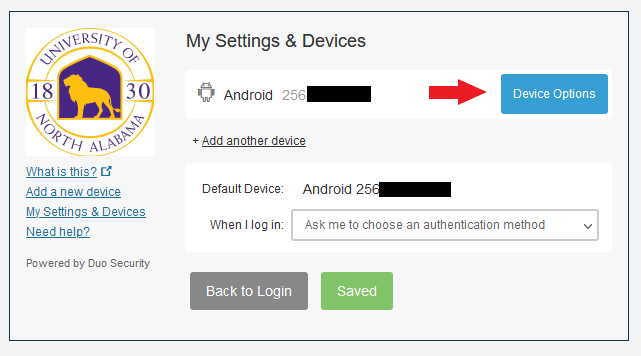 UNIVERSITY OF
18 30
NORTH ALABAMA
What is this?
Add a new device
My Settings & Devices
Need help?
Powered by Duo Security
My Settings & Devices
Android 256
Device Options
+ Add another device
Default Device: Android 256
When I log in: Ask me to choose an authentication method
Back to Login Saved